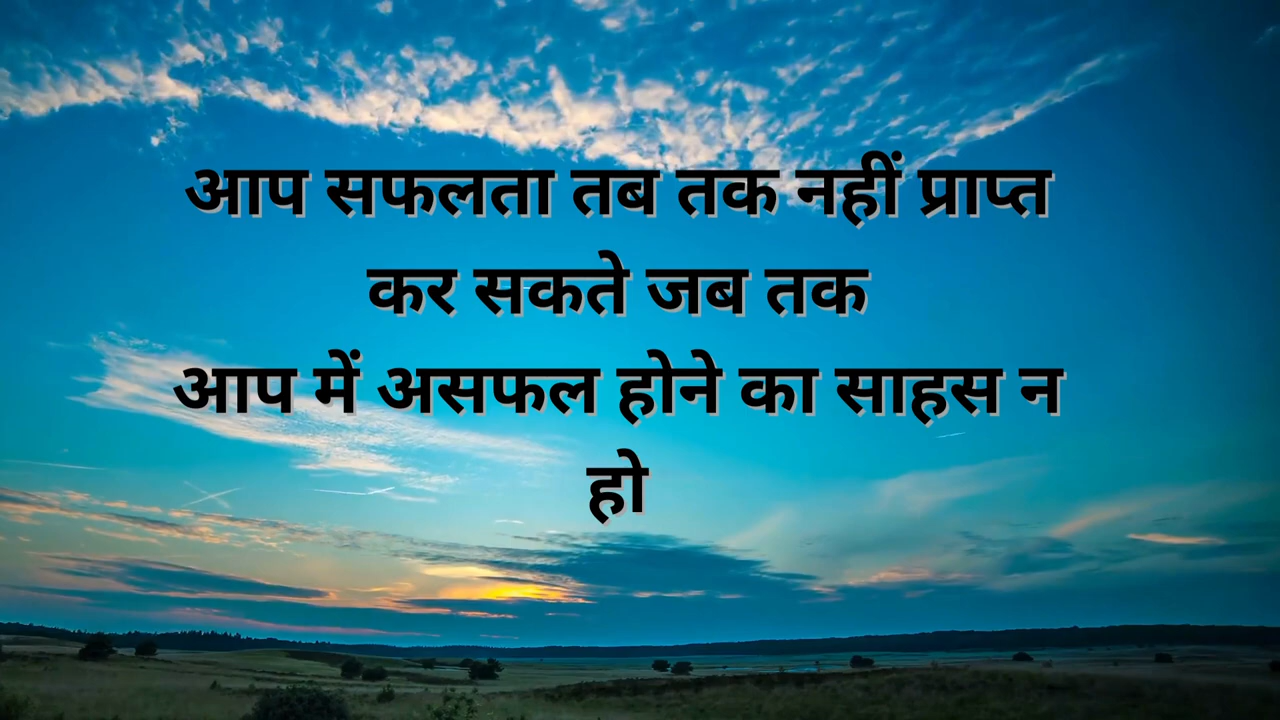 आप सफलता तब तक नहीं प्राप्त
कर सकते जब तक
आप में असफल होने का साहस न
हो